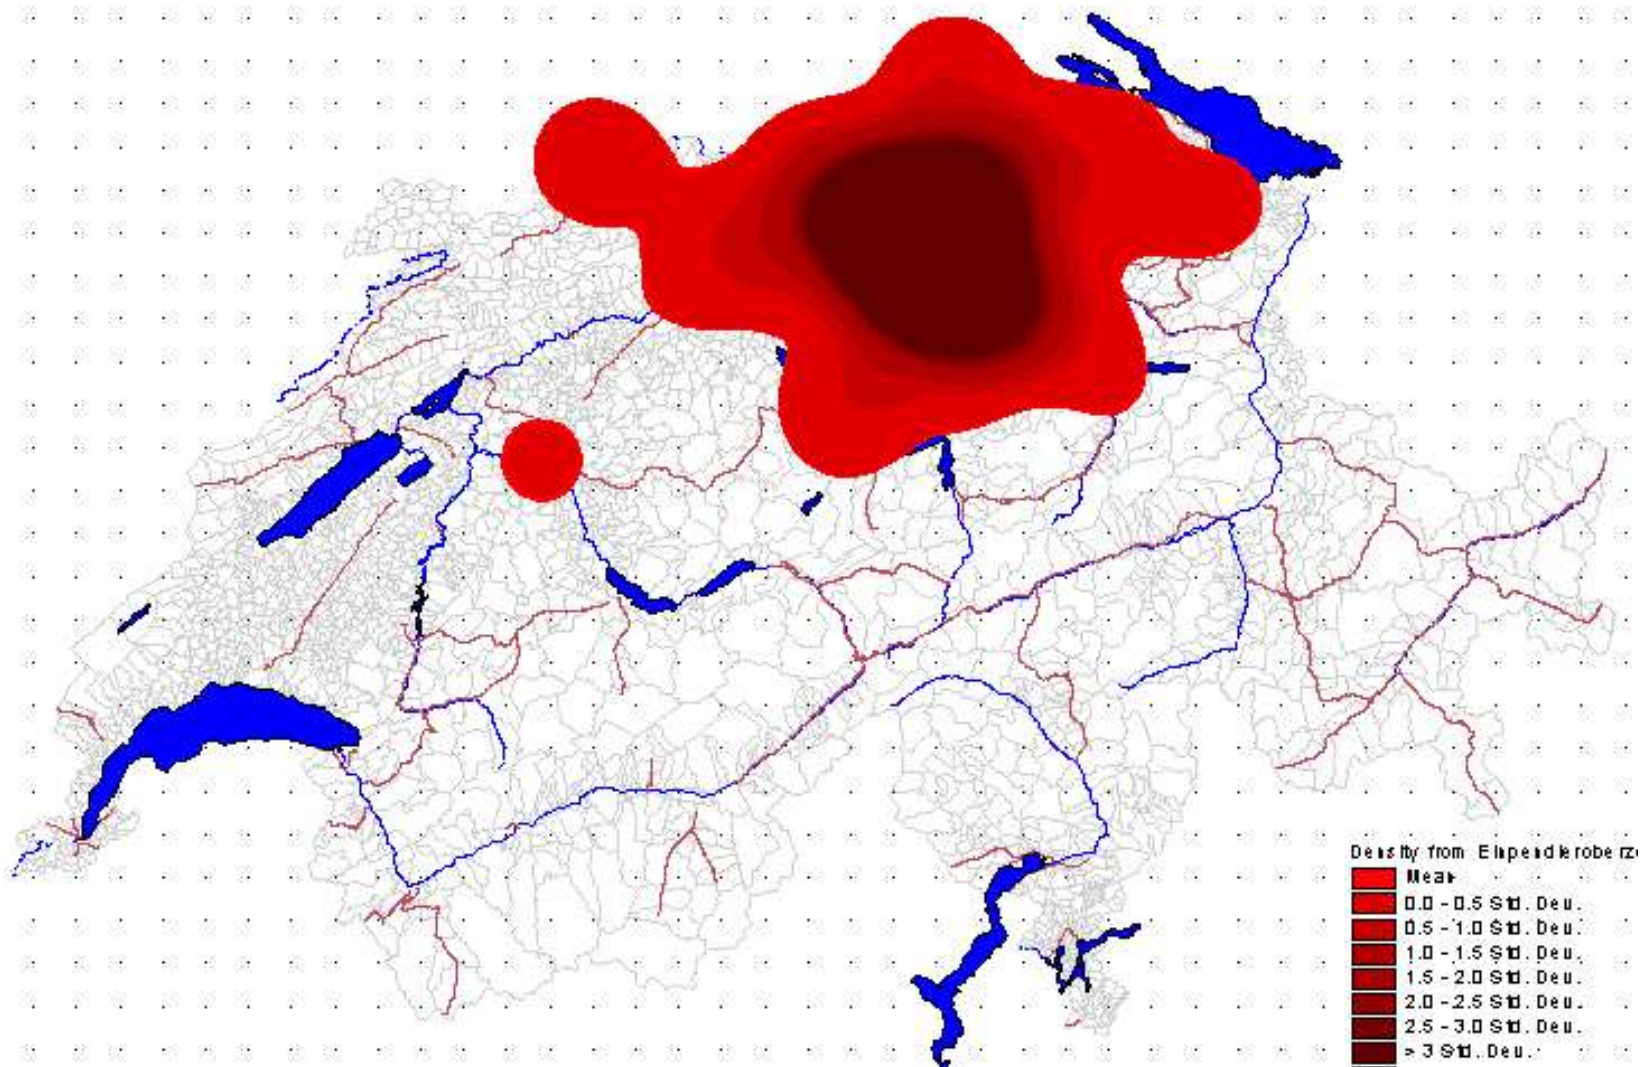 Density from
Mean
0.0 - 0.5 Std. Dev.
0.5 - 1.0 Std. Dev.
1.0 - 1.5 Std. Dev.
1.5 - 2.0 Std. Dev.
2.0 - 2.5 Std. Dev.
2.5 - 3.0 Std. Dev.
> 3 Std. Dev.